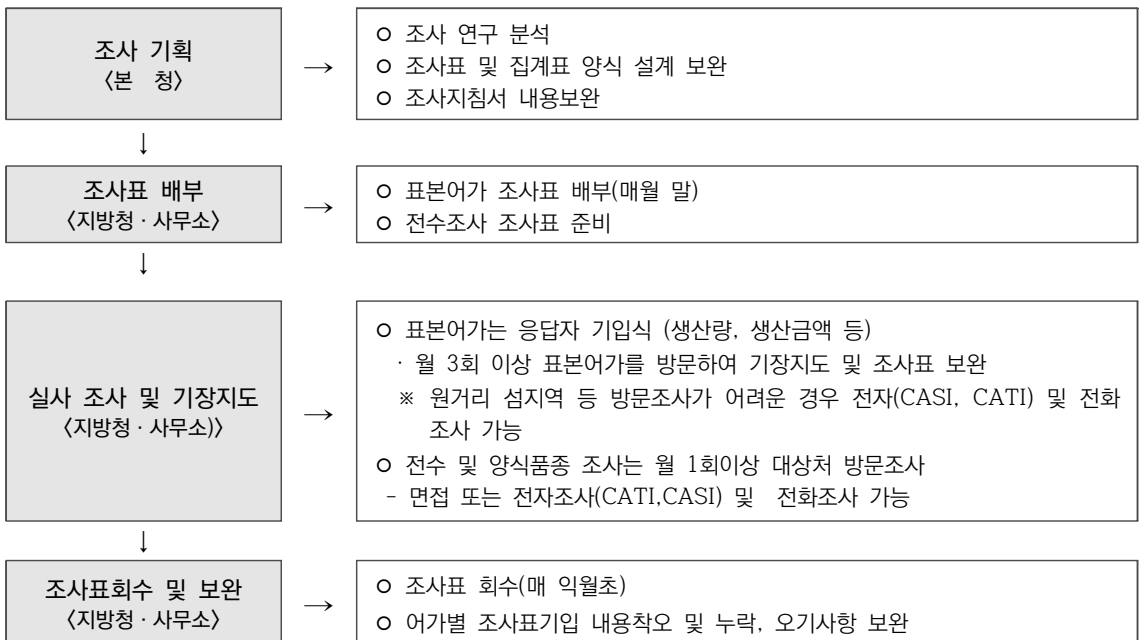 조사 기획
〈본 청〉
→
o 조사 연구 분석
o 조사표 및 집계표 양식 설계 보완
o 조사지침서 내용보완
↓
조사표 배부
〈지방청 · 사무소〉
→
o 표본어가 조사표 배부(매월 말)
o 전수조사 조사표 준비
↓
실사 조사 및 기장지도
〈지방청 · 사무소)〉
→
o 표본어가는 응답자 기입식 (생산량, 생산금액 등)
· 월 3회 이상 표본어가를 방문하여 기장지도 및 조사표 보완
※ 원거리 섬지역 등 방문조사가 어려운 경우 전자(CASI, CATI) 및 전화
조사 가능
o 전수 및 양식품종 조사는 월 1회이상 대상처 방문조사
- 면접 또는 전자조사(CATI,CASI) 및 전화조사 가능
↓
조사표회수 및 보완
〈지방청 · 사무소〉
→
o 조사표 회수(매 익월초)
o 어가별 조사표기입 내용착오 및 누락, 오기사항 보완